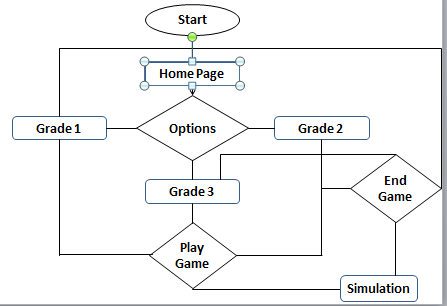 Start
Home Page
Grade 1
Options
Grade 2
Grade 3
End
Game
Play
Game
Simulation